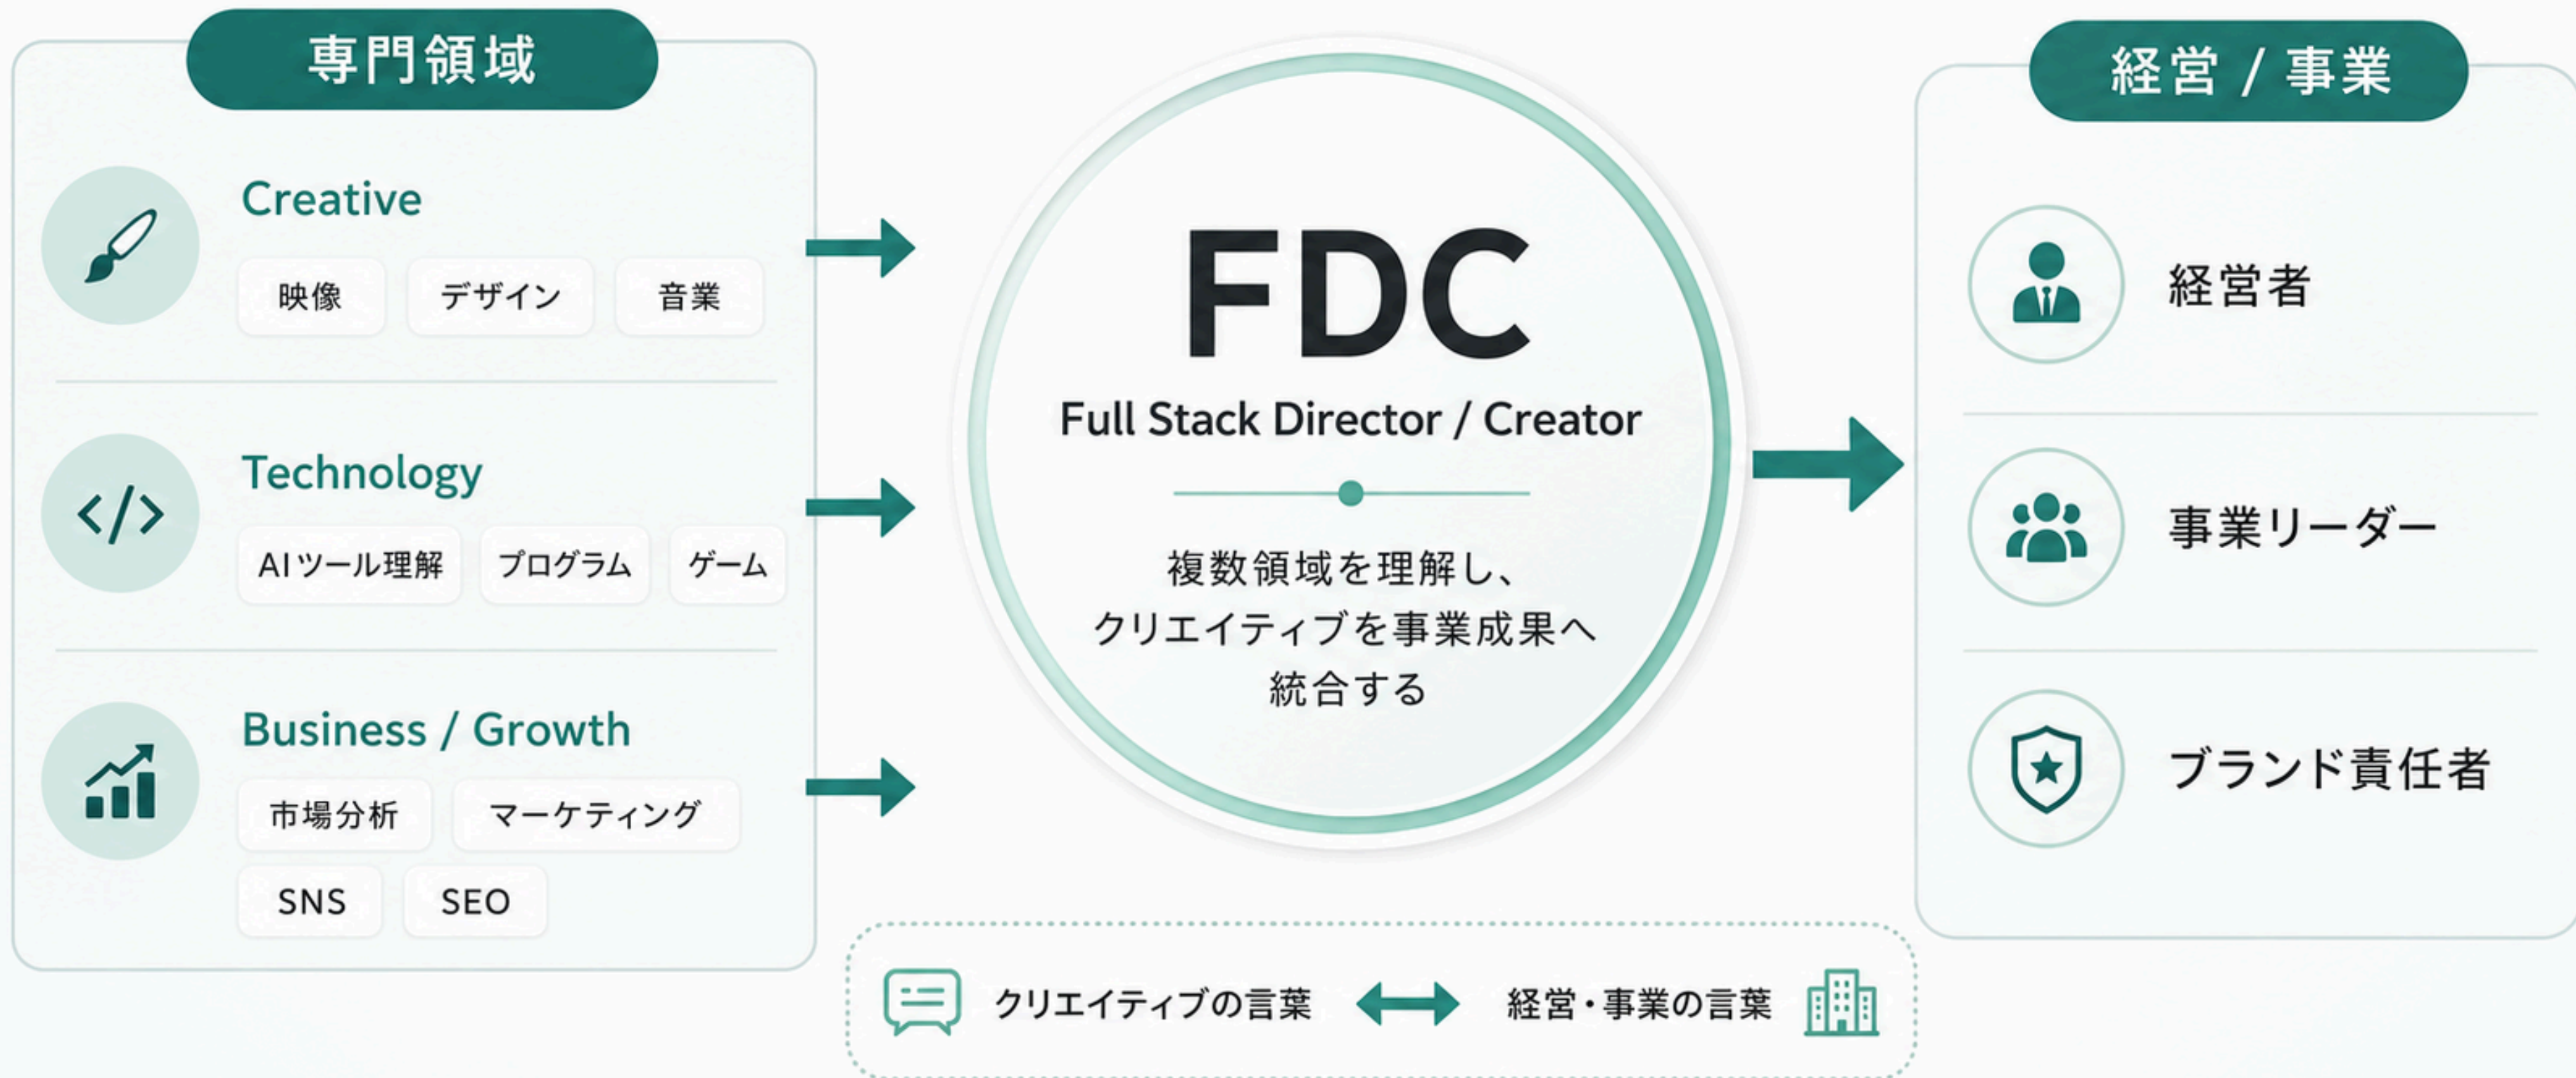 専門領域
Creative
映像
デザイン
音業
Technology
AIツール理解
プログラム
ゲーム
Business / Growth
市場分析
マーケティング
SNS
SEO
FDC
Full Stack Director / Creator
複数領域を理解し、
クリエイティブを事業成果へ
統合する
経営 / 事業
経営者
事業リーダー
ブランド責任者
クリエイティブの言葉
経営・事業の言葉